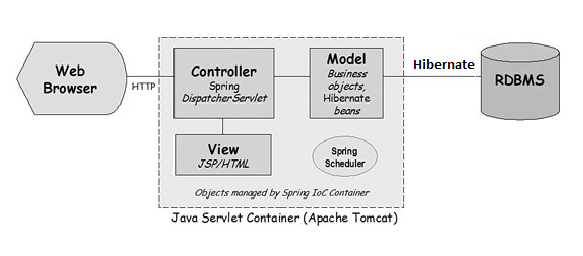 Web
Browser
HTTP
Controller
Spring
DispatcherServlet
View
JSP/HTML
Model
Business
objects,
Hibernate
beans
Spring
Scheduler
Objects managed by Spring IoC Container
Java Servlet Container (Apache Tomcat)
Hibernate
RDBMS